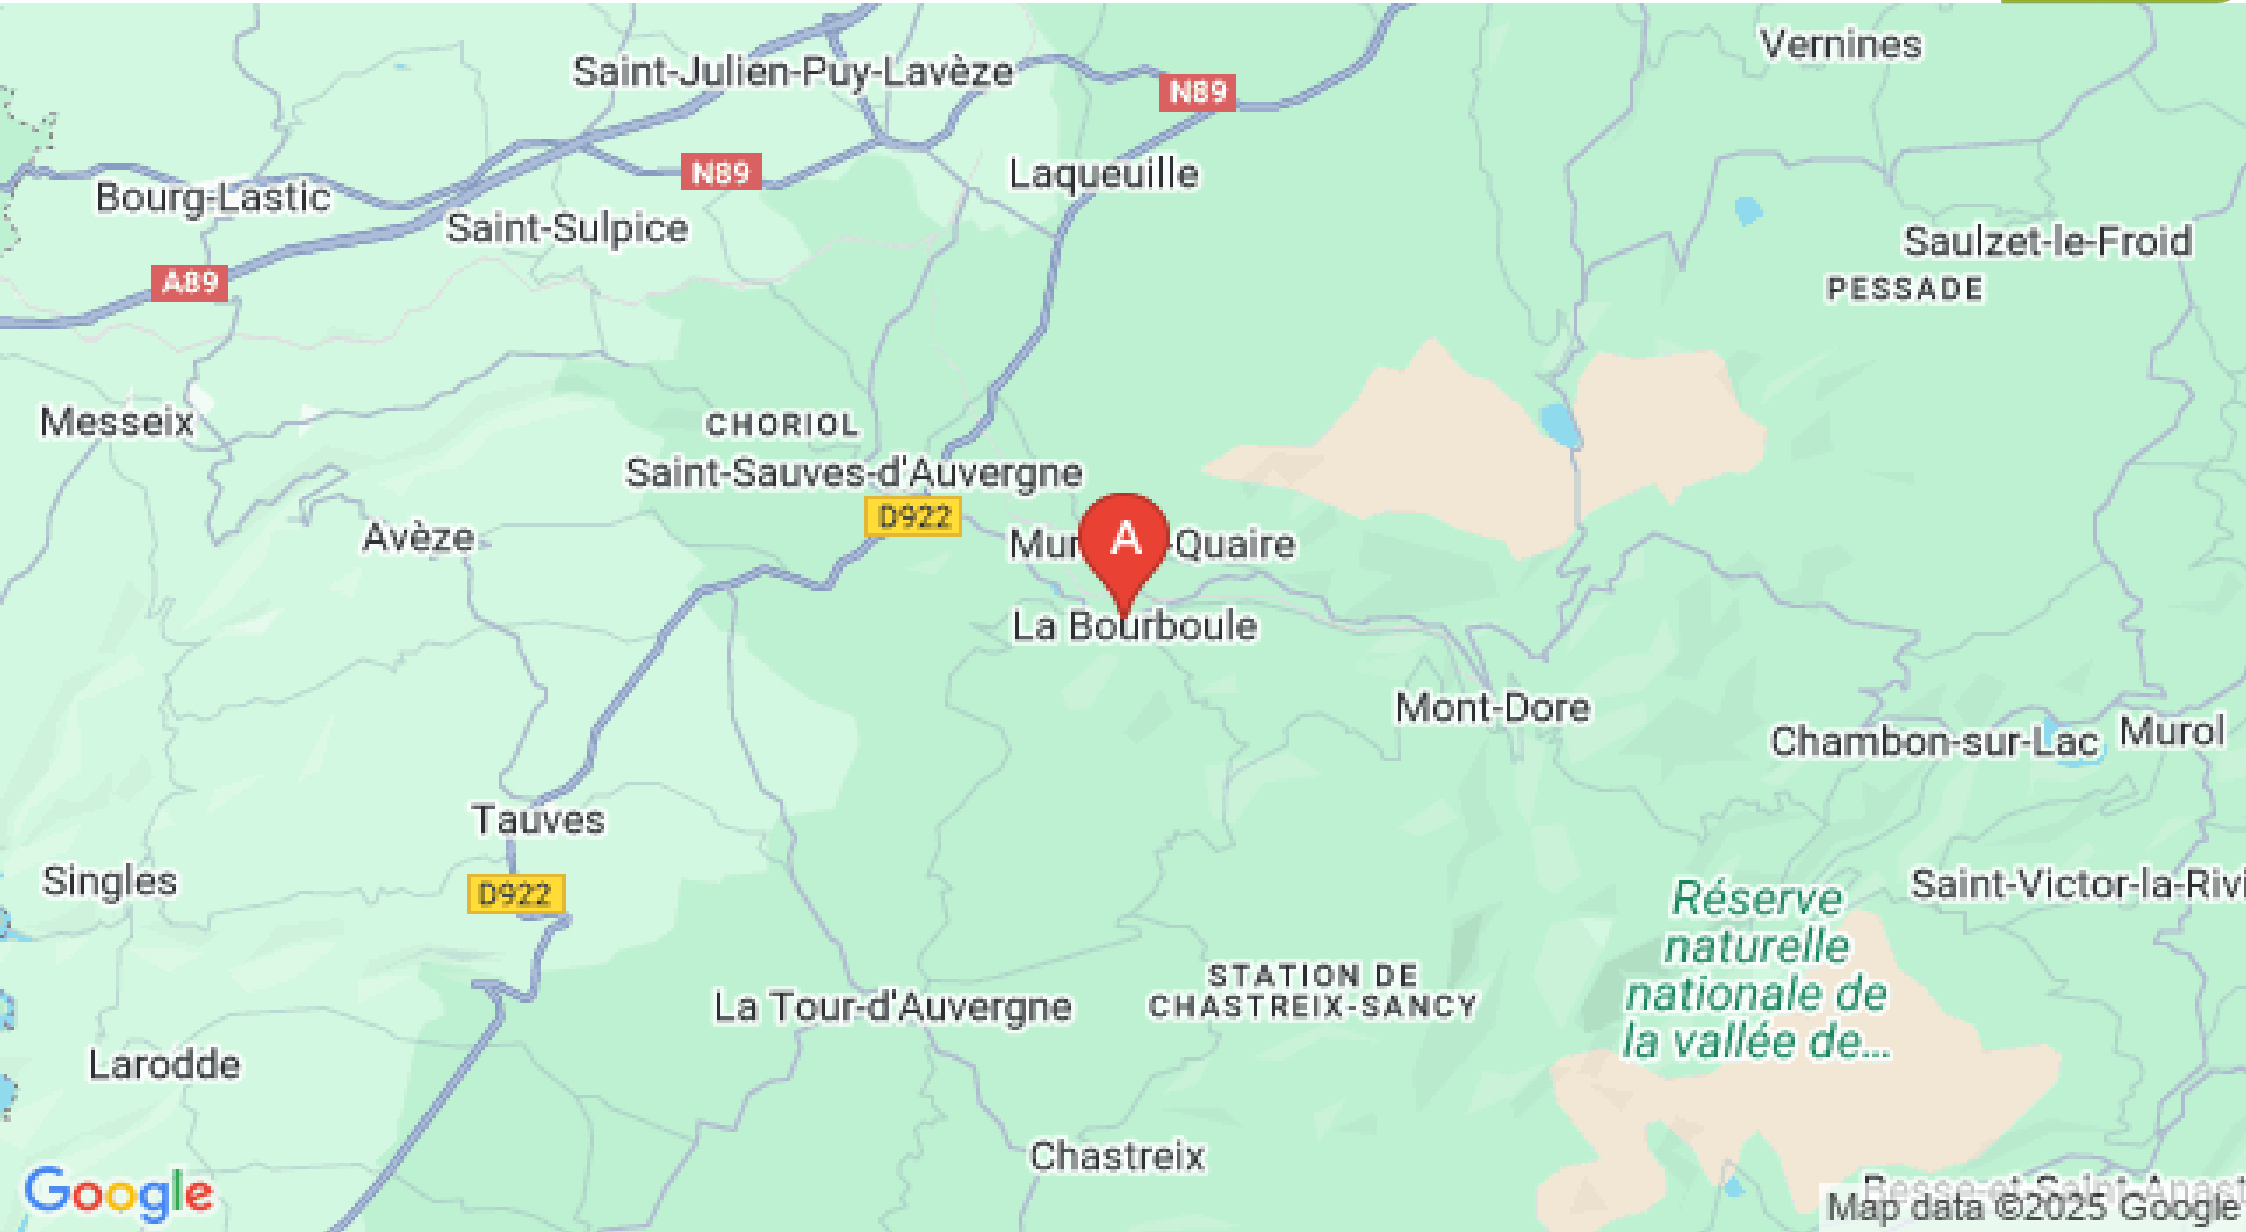 Vernines
Saint-Julien-Puy-Lavèze
N89
N89
Laqueuille
Bourg-Lastic
Saint-Sulpice
Saulzet-le-Froid
A89
PESSADE
Messeix
CHORIOL
Saint-Sauves-d'Auvergne
D922
Avèze
A
Quaire
La Bourboule
Mont-Dore
Chambon-sur-Lac
Murol
Tauves
Singles
D922
Saint-Victor-la-Rivi
Réserve
naturelle
nationale de
la vallée de...
STATION DE
CHASTREIX-SANCY
La Tour-d'Auvergne
Larodde
Chastreix
Google
Map data ©2025 Google